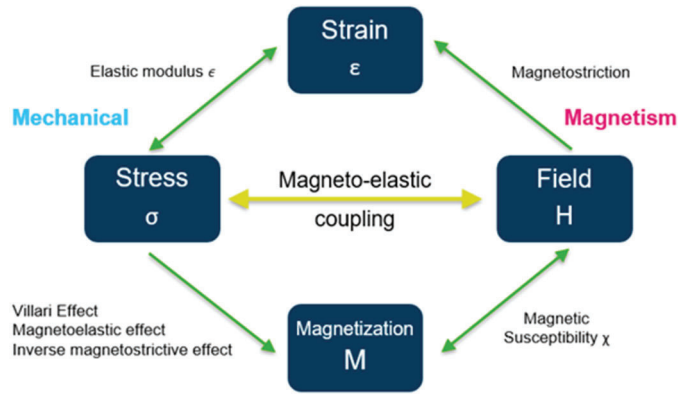 Strain
ε
Elastic modulus ϵ
Magnetostriction
Mechanical
Magnetism
Stress
σ
Magneto-elastic
coupling
Field
H
Villari Effect
Magnetoelastic effect
Inverse magnetostrictive effect
Magnetization
M
Magnetic
Susceptibility χ